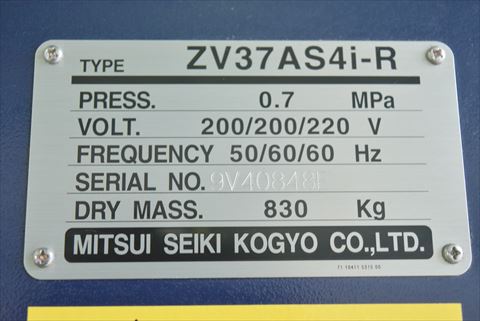 TYPE ZV37AS4i-R
PRESS. 0.7 MPa
VOLT. 200/200/220 V
FREQUENCY 50/60/60 Hz
SERIAL NO.
DRY MASS. 830 Kg
MITSUI SEIKI KOGYO CO.,LTD.